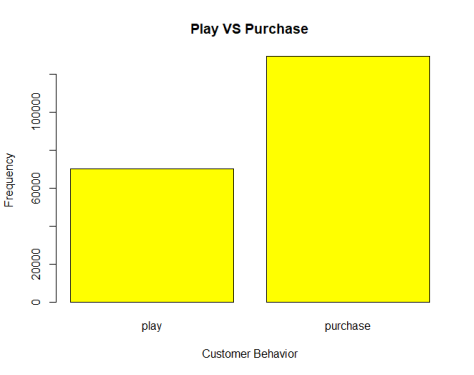 Play VS Purchase
Frequency
100000
60000
20000
0
play purchase
Customer Behavior